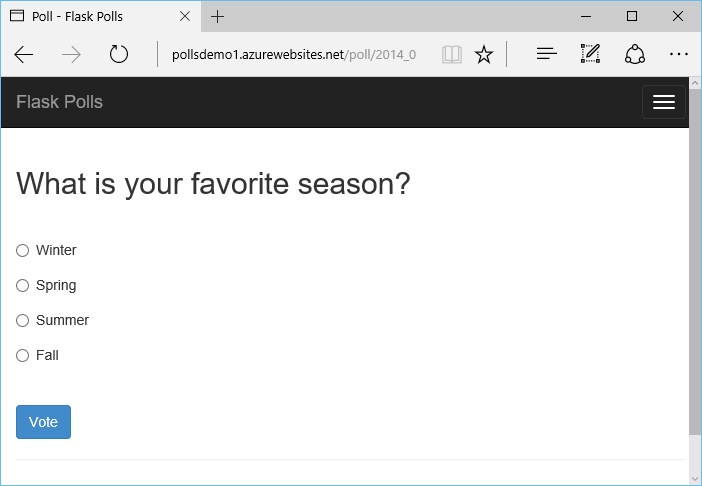 Poll - Flask Polls
pollsdemo1.azurewebsites.net/poll/2014_0
Flask Polls
What is your favorite season?
Winter
Spring
Summer
Fall
Vote